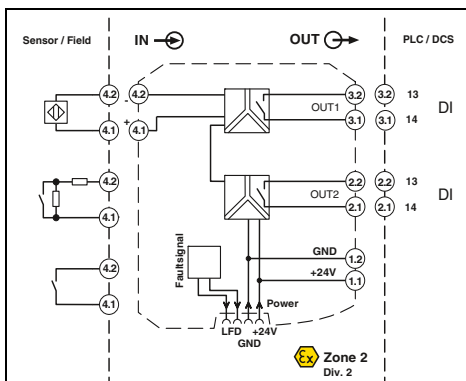 Sensor / Field IN OUT PLC / DCS
4.2 4.2 - 3.2 3.2 13
OUT1 DI
4.1 + 4.1 3.1 3.1 14
4.2 2.2 2.2 13
OUT2 DI
4.1 2.1 2.1 14
Faultsignal
GND 1.2
4.2
+24V 1.1
4.1
Power
LFD +24V
GND
Ex Zone 2
Div. 2